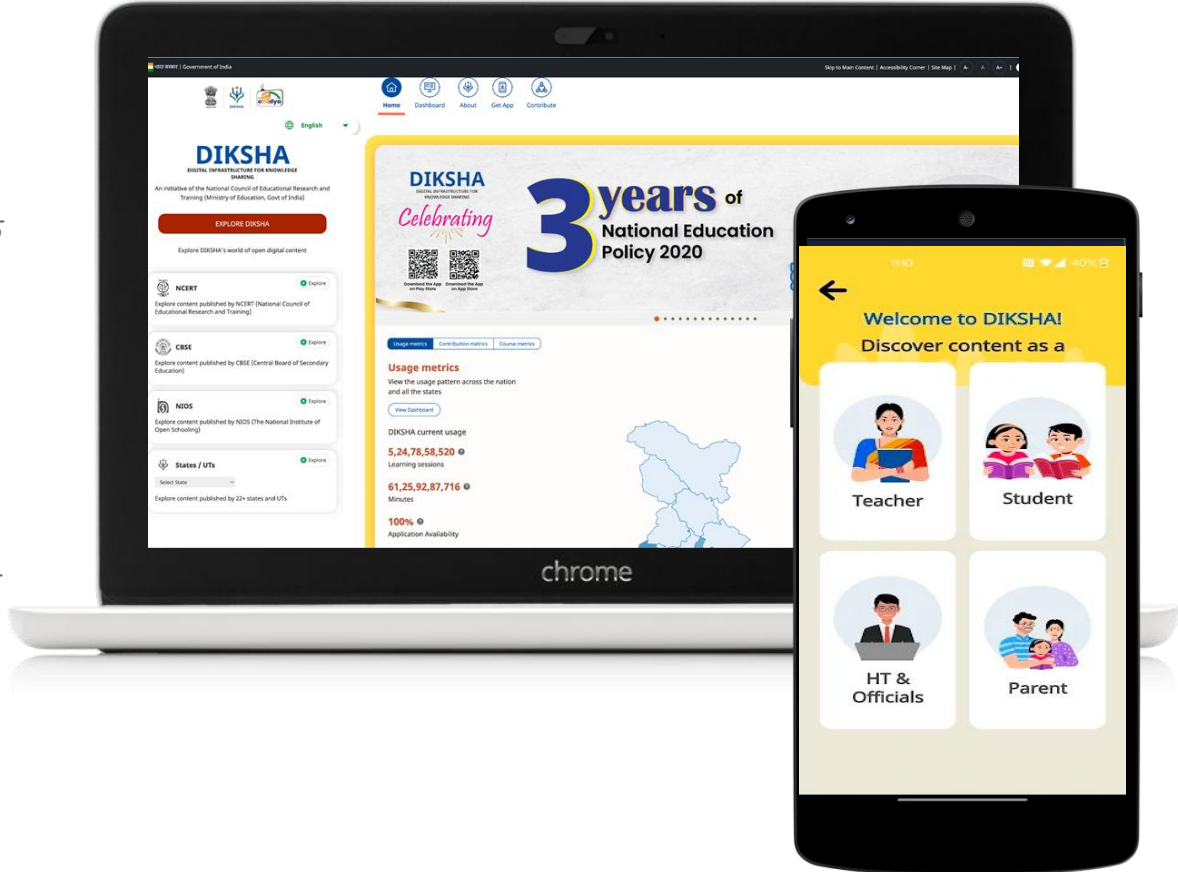 भारत सरकार | Government of India
Skip to Main Content | Accessibility Corner | Site Map | A- A A+ |
Home Dashboard About Get App Contribute
English
DIKSHA
DIGITAL INFRASTRUCTURE FOR KNOWLEDGE
SHARING
An initiative of the National Council of Educational Research and
Training (Ministry of Education, Govt of India)
EXPLORE DIKSHA
Explore DIKSHA's world of open digital content
NCERT
Explore
Explore content published by NCERT (National Council of
Educational Research and Training)
CBSE
Explore
Explore content published by CBSE (Central Board of Secondary
Education)
NIOS
Explore
Explore content published by NIOS (The National Institute of
Open Schooling)
States / UTs
Explore
Select State
Explore content published by 22+ states and UTs
DIKSHA
DIGITAL INFRASTRUCTURE FOR
KNOWLEDGE SHARING
Celebrating
Download the App
on Play Store
Download the App
on App Store
3 years of
National Education
Policy 2020
Usage metrics Contribution metrics Course metrics
Usage metrics
View the usage pattern across the nation
and all the states
View Dashboard
DIKSHA current usage
5,24,78,58,520
Learning sessions
61,25,92,87,716
Minutes
100%
Application Availability
chrome
11:10 40%
Welcome to DIKSHA!
Discover content as a
Teacher
Student
HT &
Officials
Parent